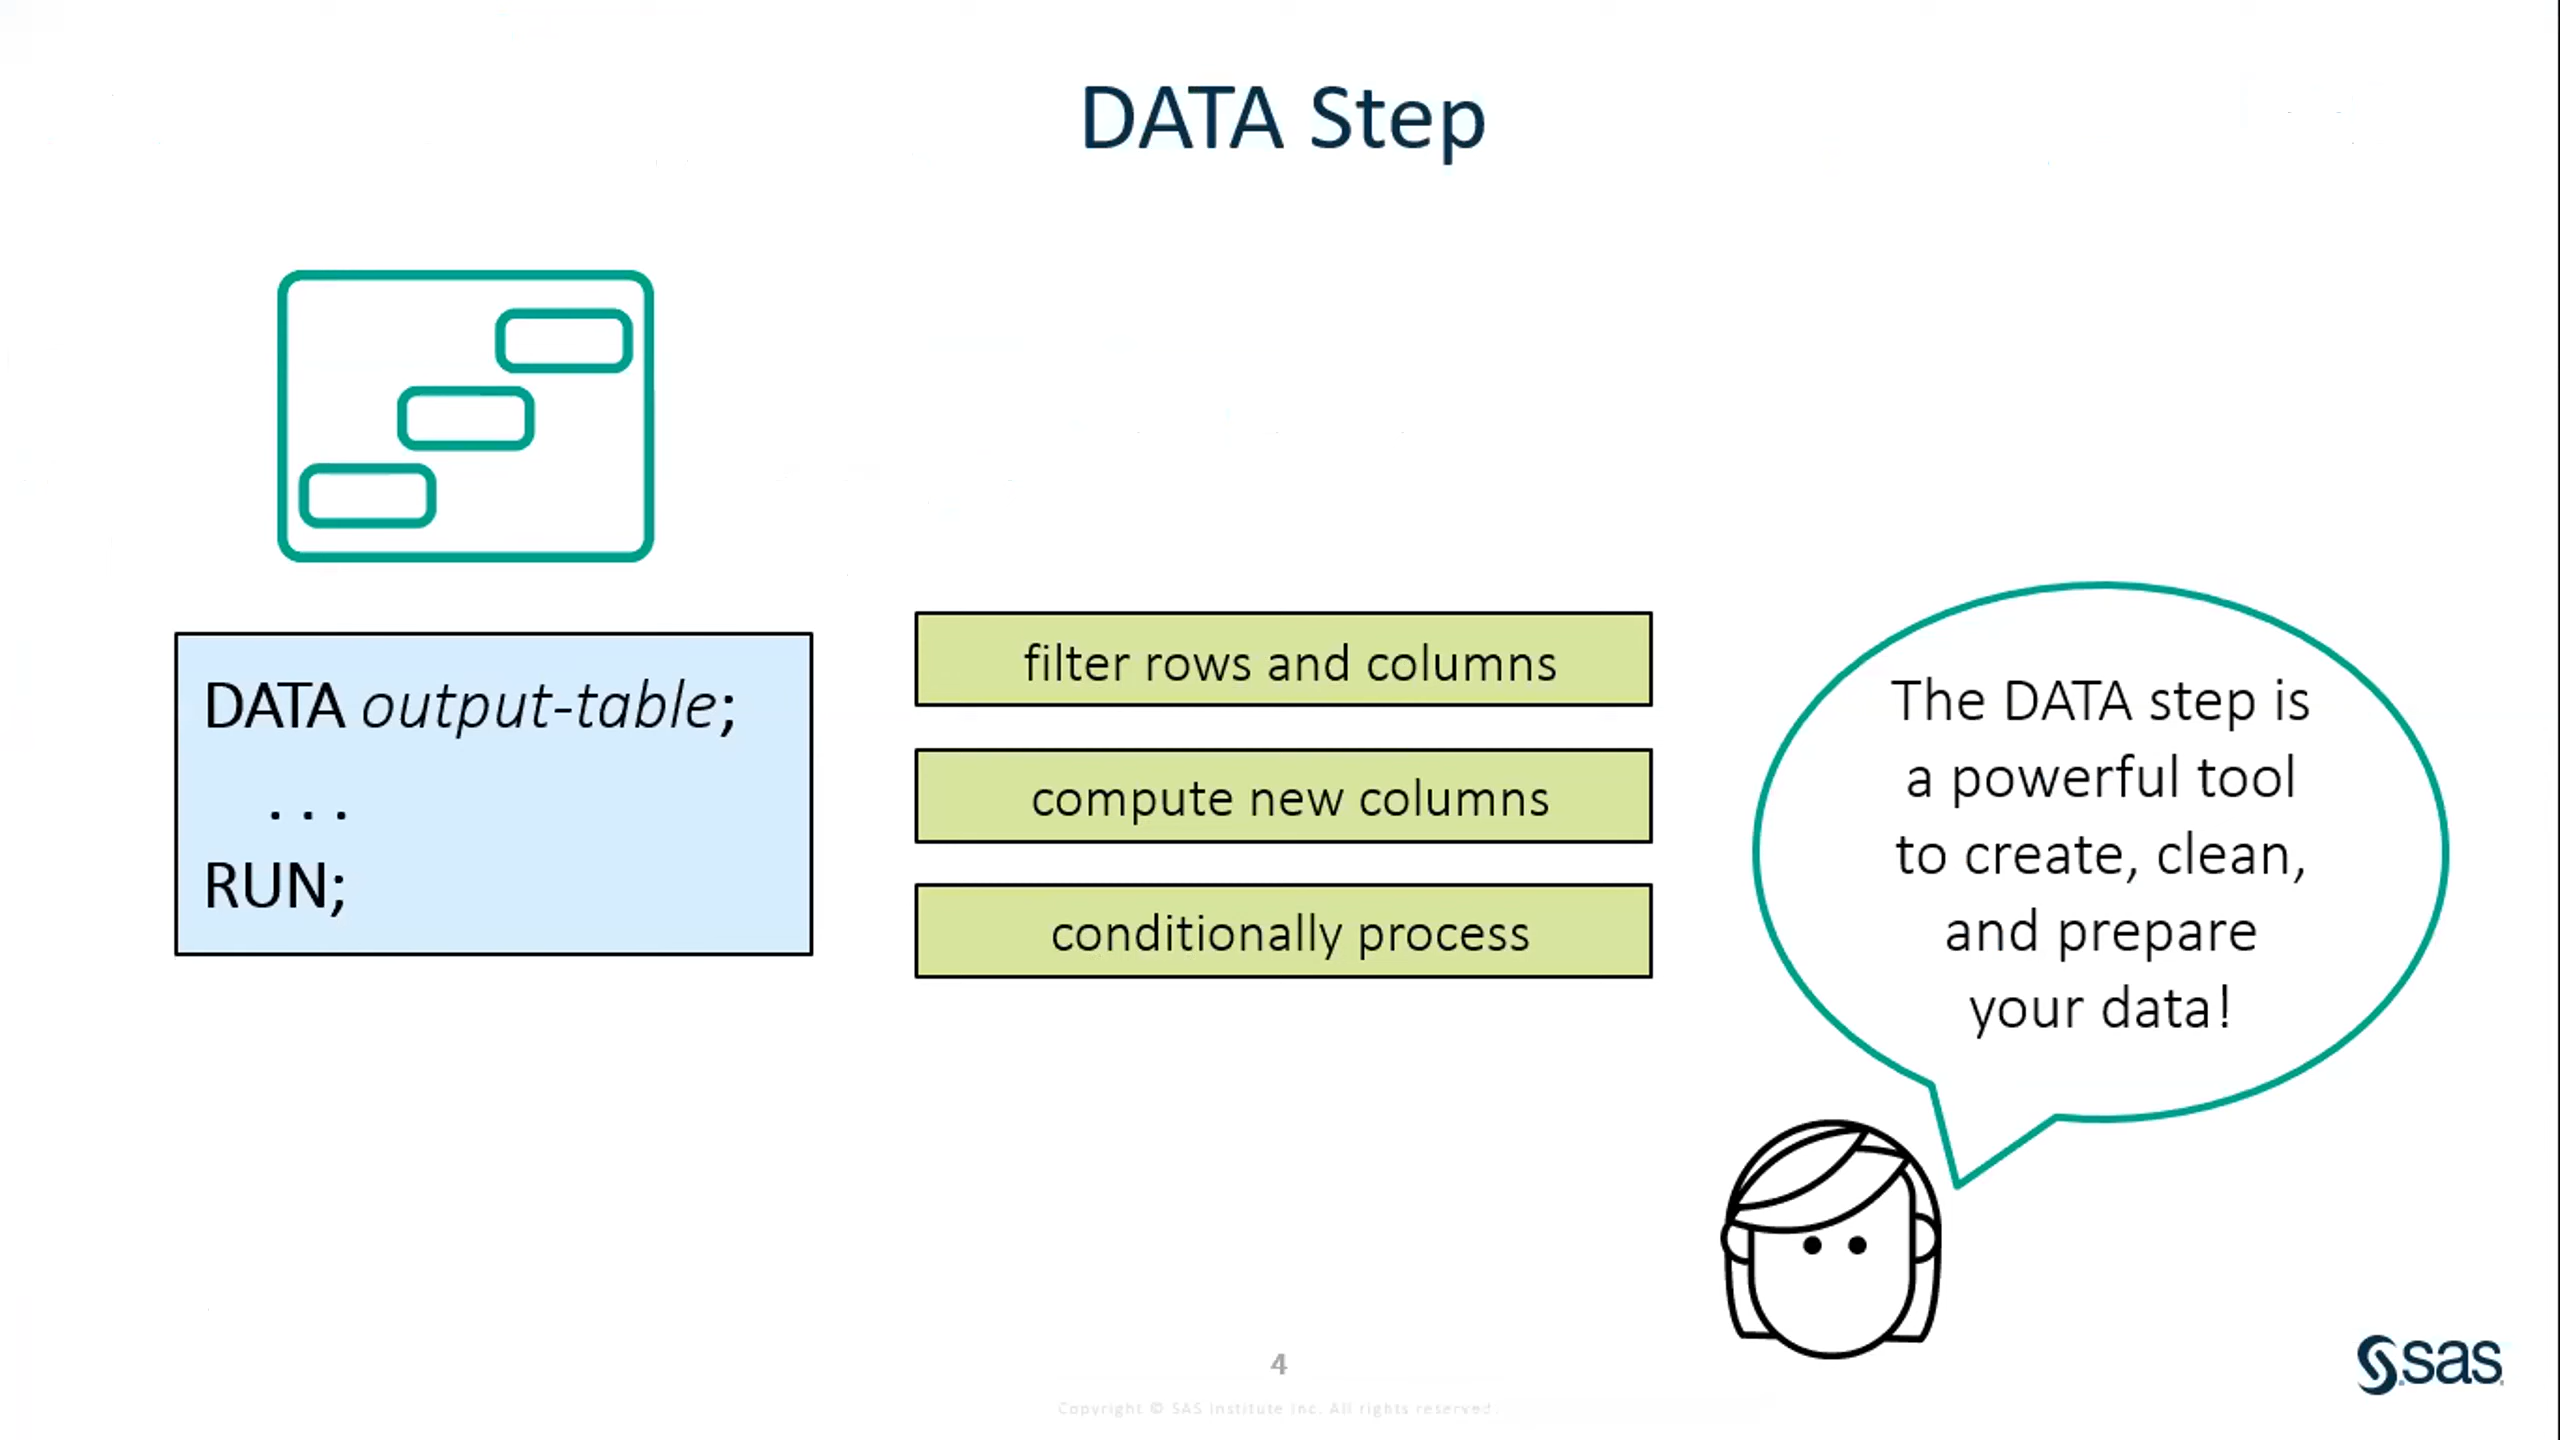 DATA Step
DATA output-table;
. . .
RUN;
filter rows and columns
compute new columns
conditionally process
The DATA step is
a powerful tool
to create, clean,
and prepare
your data!
4
Copyright © SAS Institute Inc. All rights reserved.
sas